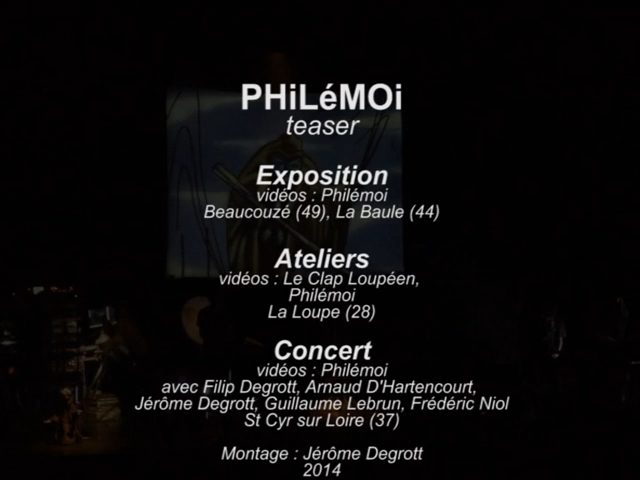 PHiLéMOi
teaser
Exposition
vidéos : Philémoi
Beaucouzé (49), La Baule (44)
Ateliers
vidéos : Le Clap Loupéen,
Philémoi
La Loupe (28)
Concert
vidéos : Philémoi
avec Filip Degrott, Arnaud D'Hartencourt,
Jérôme Degrott, Guillaume Lebrun, Frédéric Niol
St Cyr sur Loire (37)
Montage : Jérôme Degrott
2014